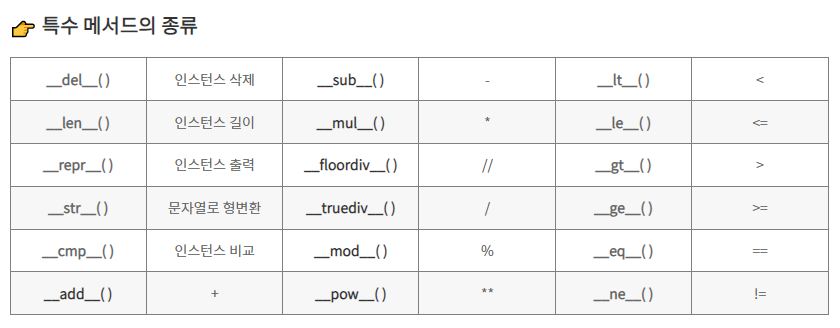 👉 특수 메서드의 종류
__del__( ) 인스턴스 삭제 __sub__( ) - __lt__( ) <
__len__( ) 인스턴스 길이 __mul__( ) * __le__( ) <=
__repr__( ) 인스턴스 출력 __floordiv__( ) // __gt__( ) >
__str__( ) 문자열로 형변환 __truediv__( ) / __ge__( ) >=
__cmp__( ) 인스턴스 비교 __mod__( ) % __eq__( ) ==
__add__( ) + __pow__( ) ** __ne__( ) !=